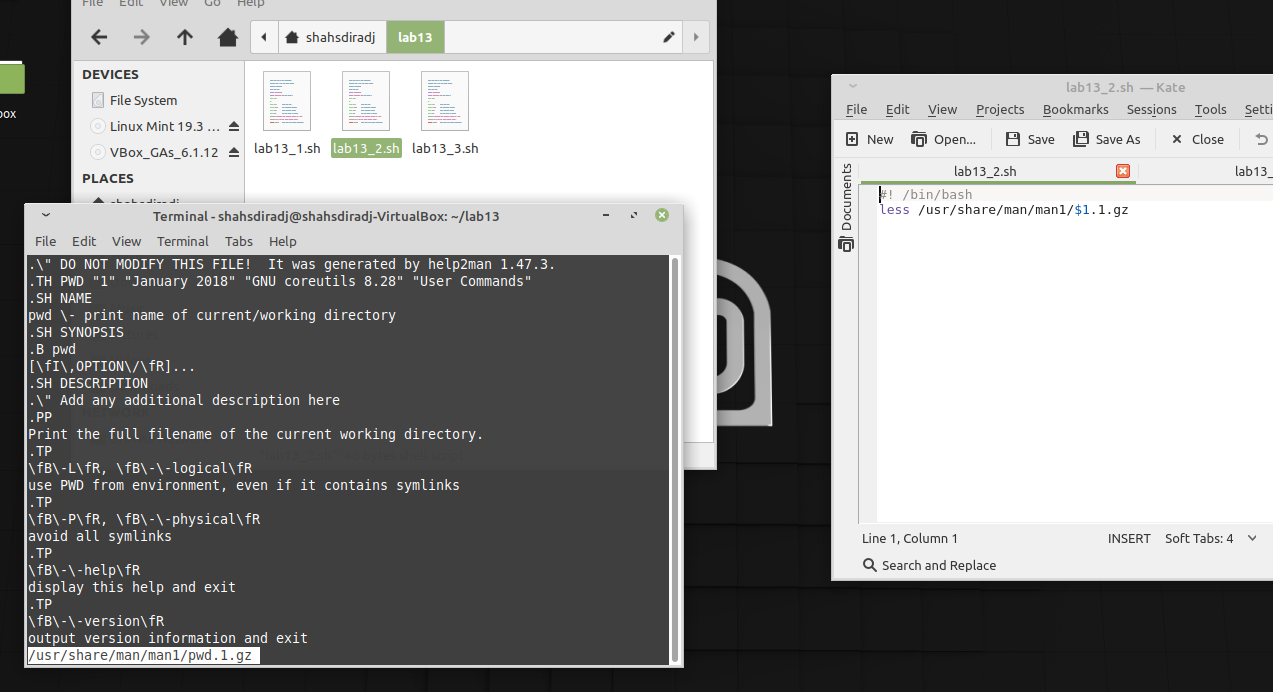 File Edit View Go Help
shahsdiradj lab13
DEVICES
File System
Linux Mint 19.3 ...
VBox_GAs_6.1.12
PLACES
shahsdiradj
lab13_1.sh lab13_2.sh lab13_3.sh
box
Terminal - shahsdiradj@shahsdiradj-VirtualBox: ~/lab13
File Edit View Terminal Tabs Help
.\" DO NOT MODIFY THIS FILE!  It was generated by help2man 1.47.3.
.TH PWD "1" "January 2018" "GNU coreutils 8.28" "User Commands"
.SH NAME
pwd \- print name of current/working directory
.SH SYNOPSIS
.B pwd
[\fI\,OPTION\/\fR]...
.SH DESCRIPTION
.\" Add any additional description here
.PP
Print the full filename of the current working directory.
.TP
\fB\-L\fR, \fB\-\-logical\fR
use PWD from environment, even if it contains symlinks
.TP
\fB\-P\fR, \fB\-\-physical\fR
avoid all symlinks
.TP
\fB\-\-help\fR
display this help and exit
.TP
\fB\-\-version\fR
output version information and exit
/usr/share/man/man1/pwd.1.gz
lab13_2.sh — Kate
File Edit View Projects Bookmarks Sessions Tools Setti
New Open... Save Save As Close
lab13_2.sh lab13_
Documents
#! /bin/bash
less /usr/share/man/man1/$1.1.gz
Line 1, Column 1 INSERT Soft Tabs: 4
Search and Replace